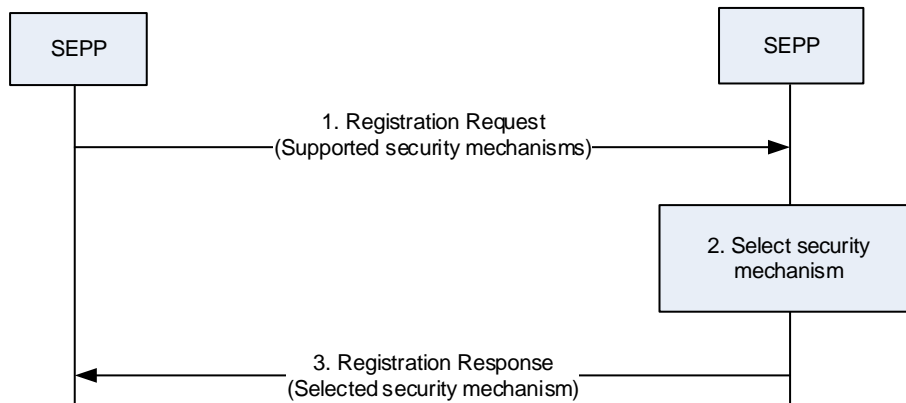 SEPP
SEPP
1. Registration Request
(Supported security mechanisms)
2. Select security
mechanism
3. Registration Response
(Selected security mechanism)